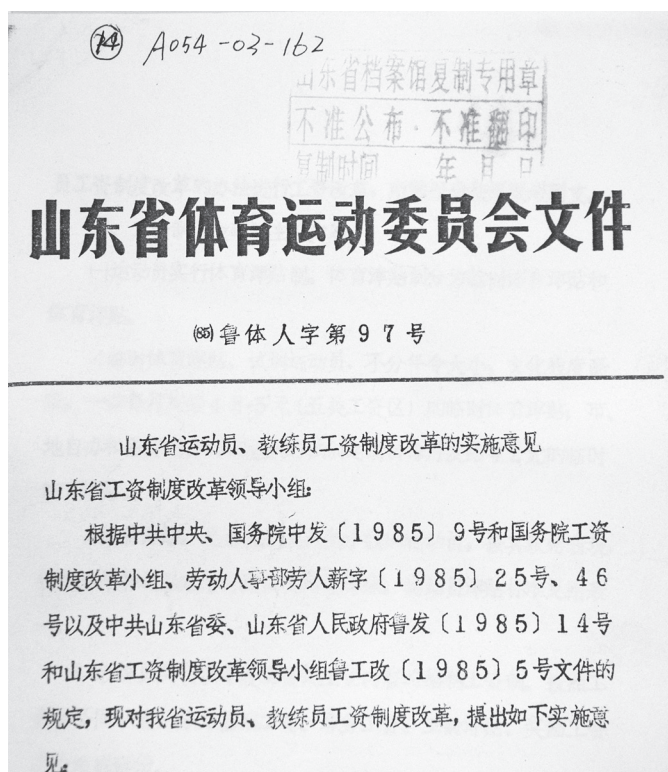 14 A054-03-162
山东省档案馆复制专用章
不准公布·不准翻印
复制时间 年 月 日
山东省体育运动委员会文件
(85)鲁体人字第97号
山东省运动员、教练员工资制度改革的实施意见
山东省工资制度改革领导小组:
根据中共中央、国务院中发〔1985〕9号和国务院工资
制度改革小组、劳动人事部劳人薪字〔1985〕25号、46
号以及中共山东省委、山东省人民政府鲁发〔1985〕14号
和山东省工资制度改革领导小组鲁工改〔1985〕5号文件的
规定,现对我省运动员、教练员工资制度改革,提出如下实施意
见。